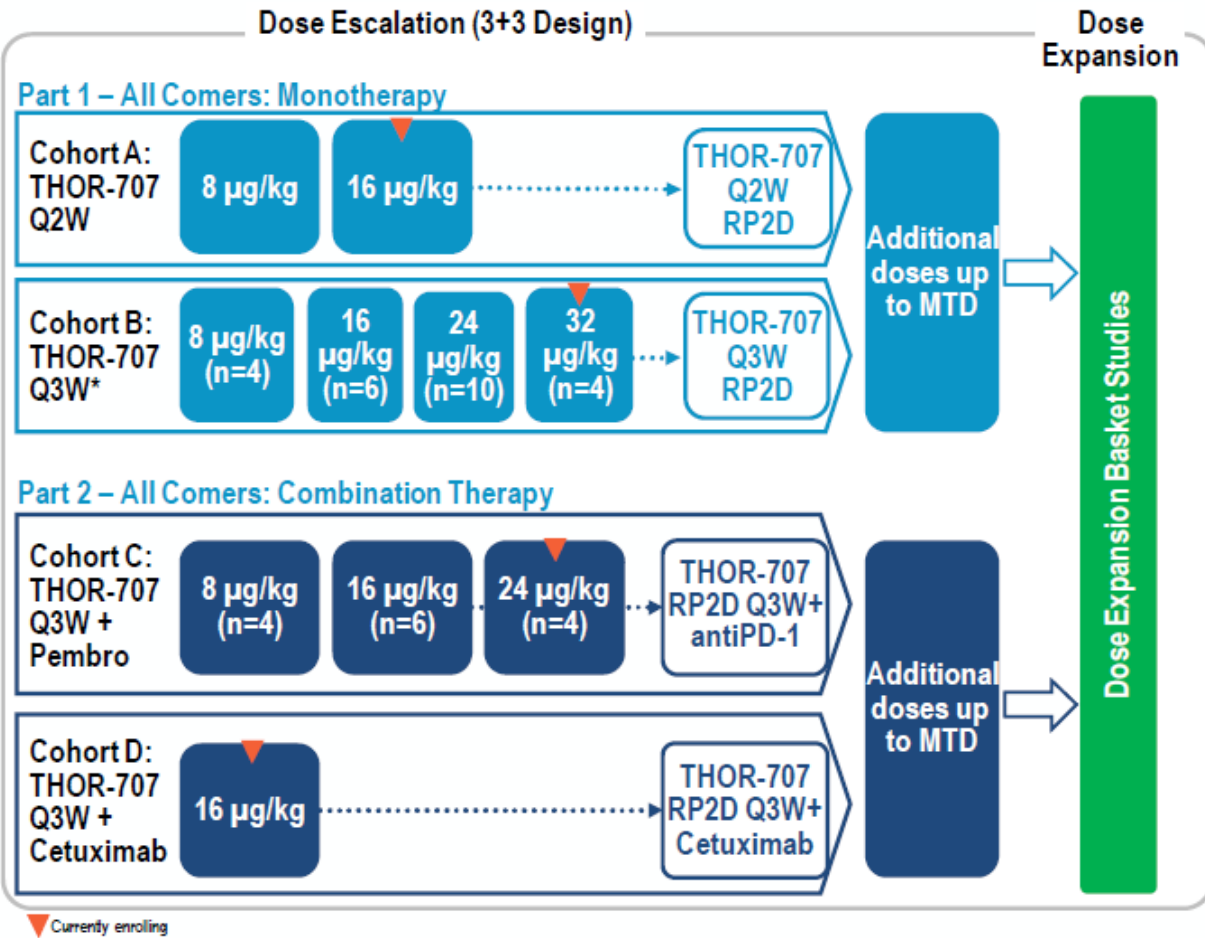 Dose Escalation (3+3 Design)
Dose
Expansion
Part 1 – All Comers: Monotherapy
Cohort A:
THOR-707
Q2W
8 µg/kg
16 µg/kg
THOR-707
Q2W
RP2D
Cohort B:
THOR-707
Q3W*
8 µg/kg
(n=4)
16
µg/kg
(n=6)
24
µg/kg
(n=10)
32
µg/kg
(n=4)
THOR-707
Q3W
RP2D
Additional
doses up
to MTD
Part 2 – All Comers: Combination Therapy
Cohort C:
THOR-707
Q3W +
Pembro
8 µg/kg
(n=4)
16 µg/kg
(n=6)
24 µg/kg
(n=4)
THOR-707
RP2D Q3W+
antiPD-1
Cohort D:
THOR-707
Q3W +
Cetuximab
16 µg/kg
THOR-707
RP2D Q3W+
Cetuximab
Additional
doses up
to MTD
Dose Expansion Basket Studies
Currently enrolling